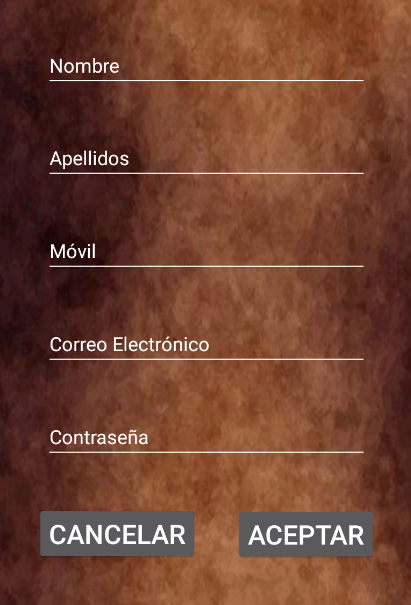 Nombre
Apellidos
Móvil
Correo Electrónico
Contraseña
CANCELAR ACEPTAR